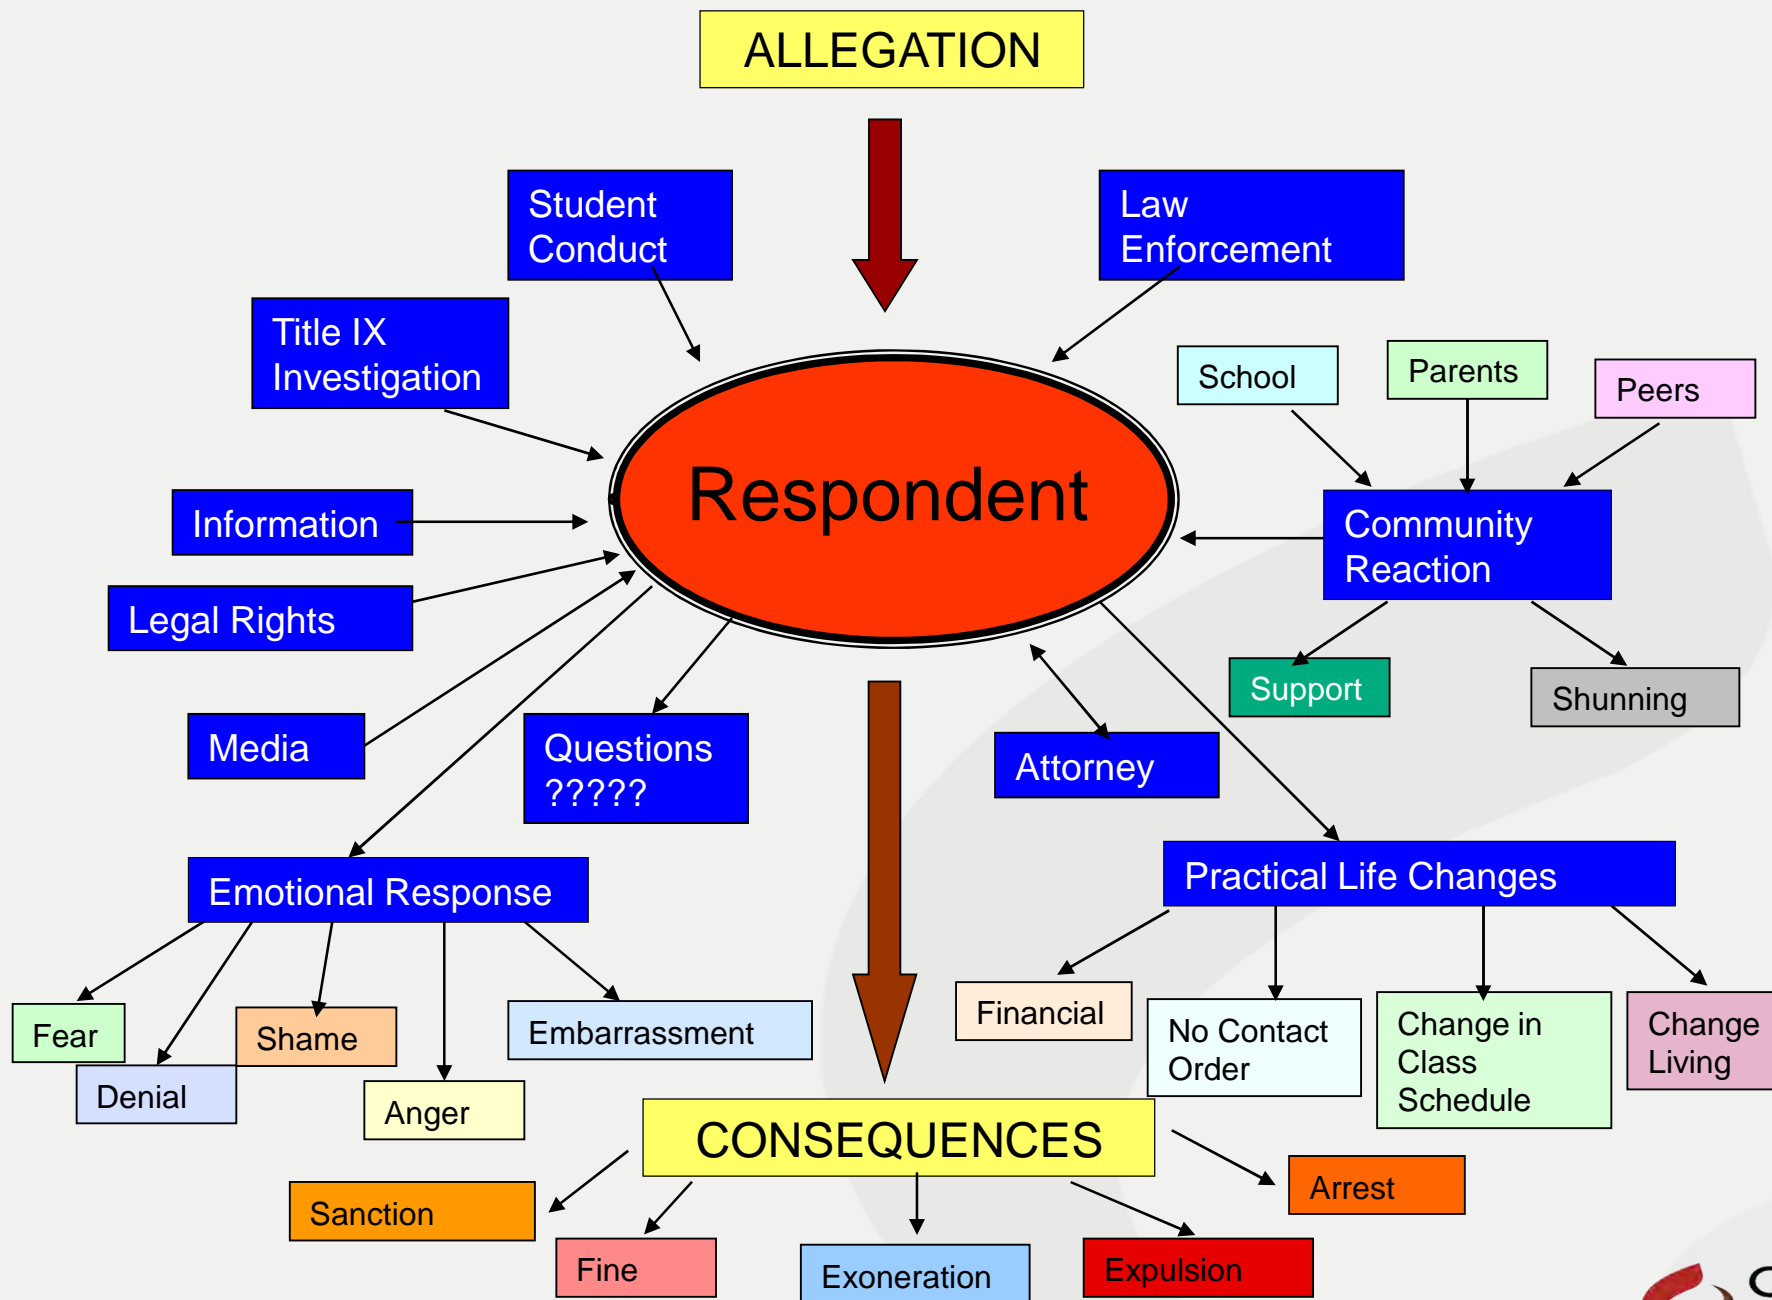 ALLEGATION
Student
Conduct
Law
Enforcement
Title IX
Investigation
School
Parents
Peers
Respondent
Information
Community
Reaction
Legal Rights
Support
Shunning
Media
Questions
?????
Attorney
Emotional Response
Practical Life Changes
Fear
Denial
Shame
Anger
Embarrassment
Financial
No Contact
Order
Change in
Class
Schedule
Change
Living
CONSEQUENCES
Sanction
Fine
Exoneration
Expulsion
Arrest